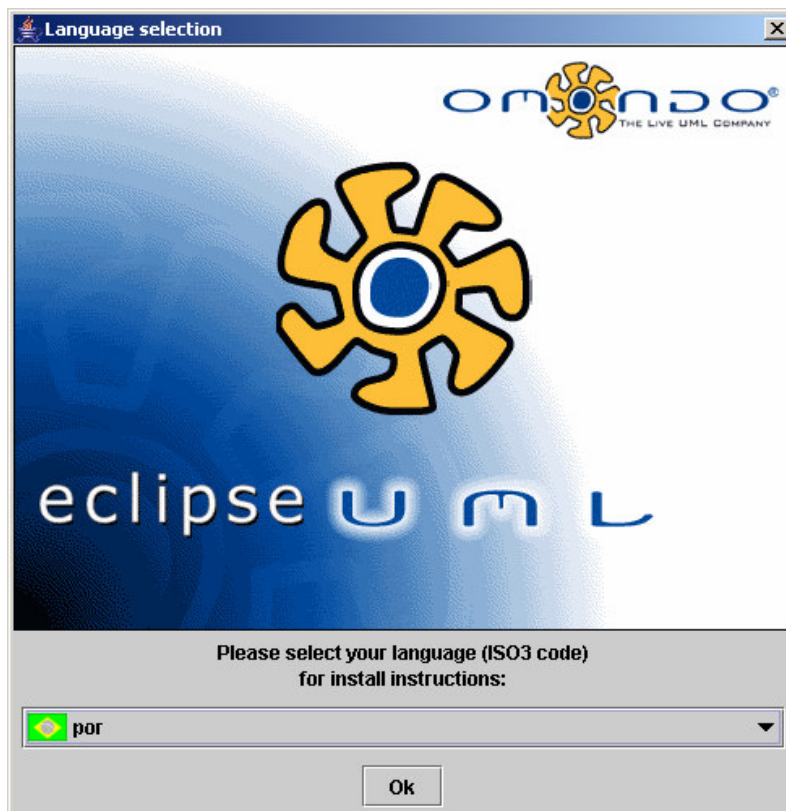 Language selection
OMONDO®
THE LIVE UML COMPANY
eclipse UML
Please select your language (ISO3 code)
for install instructions:
por
Ok